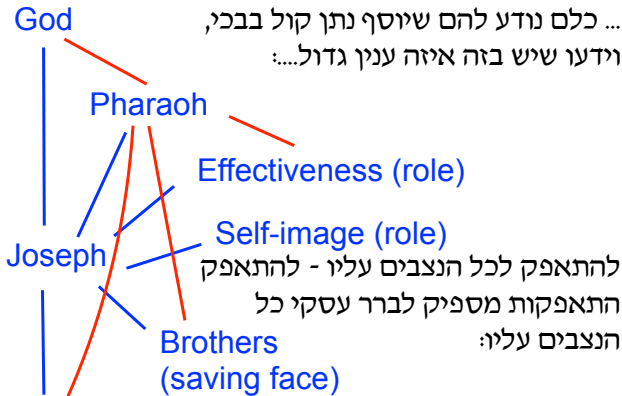 God
... כלם נודע להם שיוסף נתן קול בבכי,
וידעו שיש בזה איזה ענין גדול....:
Pharaoh
Effectiveness (role)
Self-image (role)
Joseph
להתאפק לכל הנצבים עליו - להתאפק
התאפקות מספיק לברר עסקי כל
הנצבים עליו:
Brothers
(saving face)